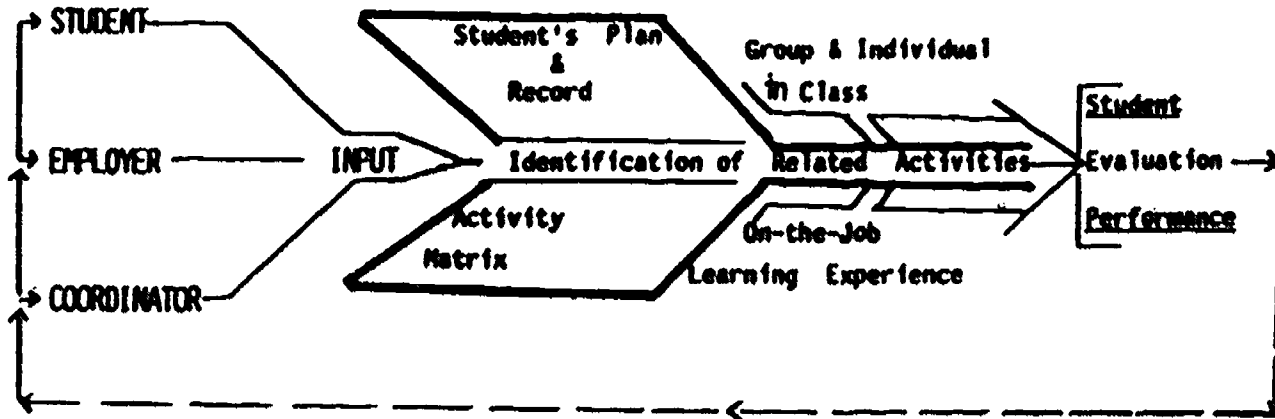 STUDENT
Student's Plan
&
Record
Group & Individual
in Class
Student
EMPLOYER
INPUT
Identification of Related Activities
Evaluation
Activity
Matrix
On-the-Job
Learning Experience
Performance
COORDINATOR